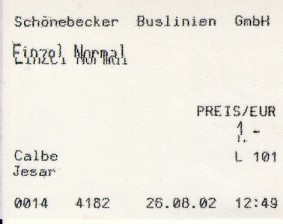 Schönebecker Buslinien GmbH
Einzel Normal
PREIS/EUR
1,-
Calbe L 101
Jesar
0014 4182 26.08.02 12:49